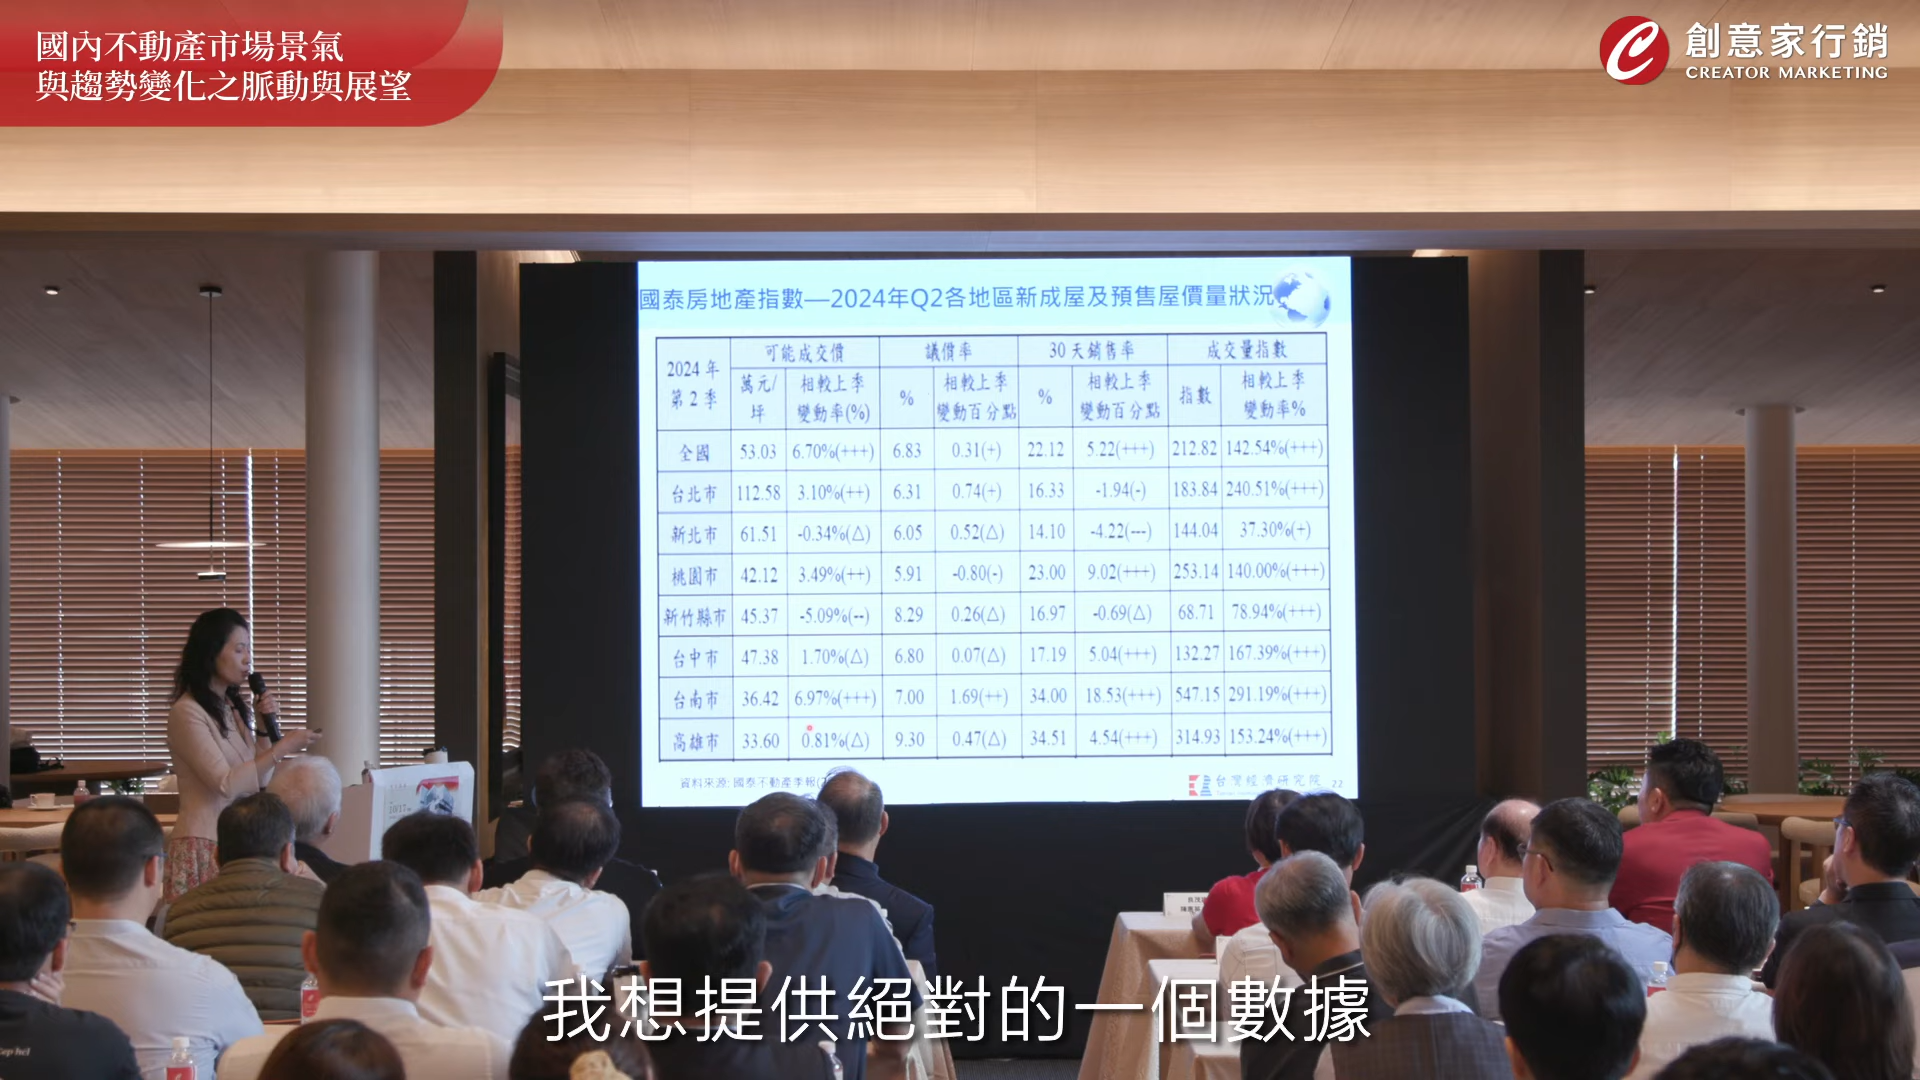 國內不動產市場景氣
與趨勢變化之脈動與展望
創意家行銷
CREATOR MARKETING
國泰房地產指數—2024年Q2各地區新成屋及預售屋價量狀況
2024年第2季 可能成交價 議價率 30天銷售率 成交量指數
萬元/坪 相較上季變動率(%) % 相較上季變動百分點 % 相較上季變動百分點 指數 相較上季變動率%
全國 53.03 6.70%(+++) 6.83 0.31(+) 22.12 5.22(+++) 212.82 142.54%(+++)
台北市 112.58 3.10%(++) 6.31 0.74(+) 16.33 -1.94(-) 183.84 240.51%(+++)
新北市 61.51 -0.34%(△) 6.05 0.52(△) 14.10 -4.22(---) 144.04 37.30%(+)
桃園市 42.12 3.49%(++) 5.91 -0.80(-) 23.00 9.02(+++) 253.14 140.00%(+++)
新竹縣市 45.37 -5.09%(--) 8.29 0.26(△) 16.97 -0.69(△) 68.71 78.94%(+++)
台中市 47.38 1.70%(△) 6.80 0.07(△) 17.19 5.04(+++) 132.27 167.39%(+++)
台南市 36.42 6.97%(+++) 7.00 1.69(++) 34.00 18.53(+++) 547.15 291.19%(+++)
高雄市 33.60 0.81%(△) 9.30 0.47(△) 34.51 4.54(+++) 314.93 153.24%(+++)
資料來源: 國泰不動產季報
台灣經濟研究院
22
我想提供絕對的一個數據